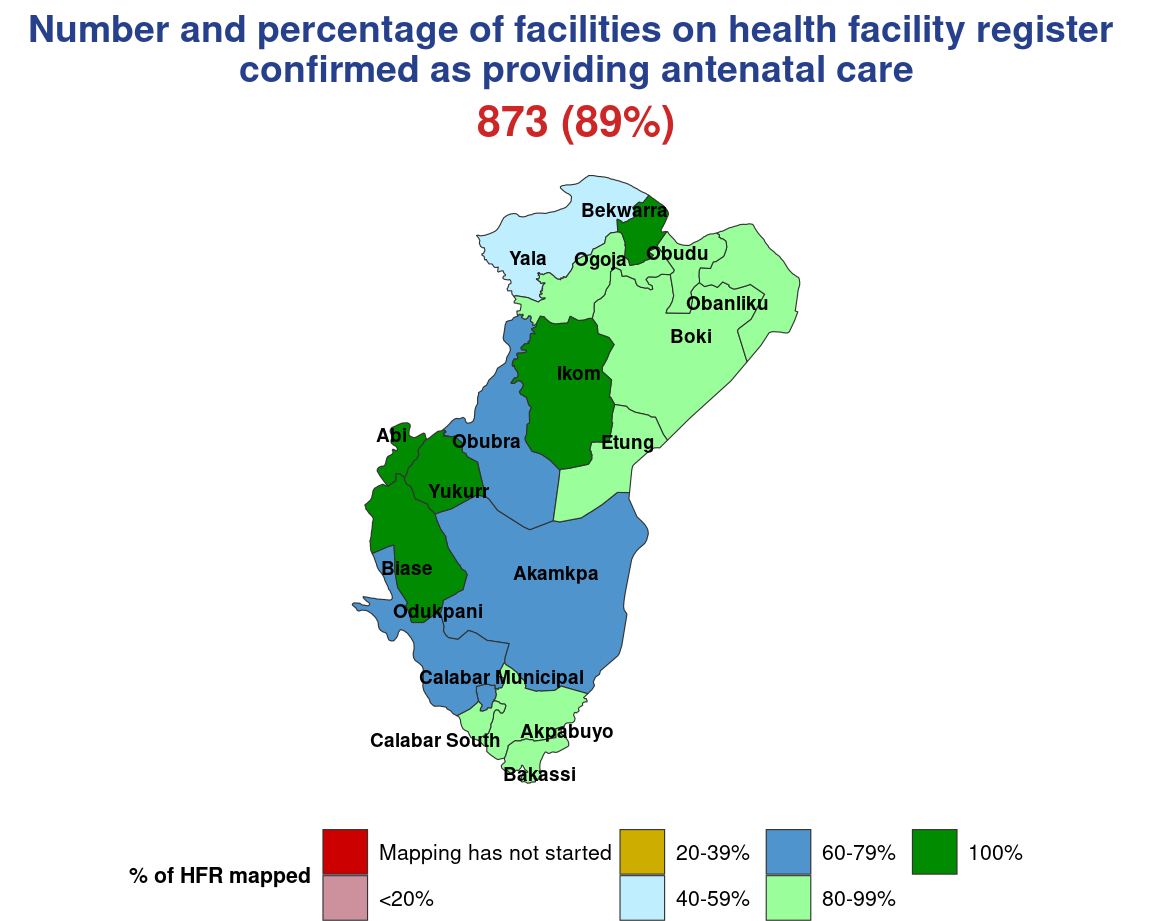 Number and percentage of facilities on health facility register
confirmed as providing antenatal care
873 (89%)
Bekwarra
Yala
Ogoja
Obudu
Obanliku
Boki
Ikom
Abi
Obubra
Etung
Yukurr
Biase
Akamkpa
Odukpani
Calabar Municipal
Akpabuyo
Calabar South
Bakassi
% of HFR mapped
Mapping has not started
<20%
20-39%
40-59%
60-79%
80-99%
100%